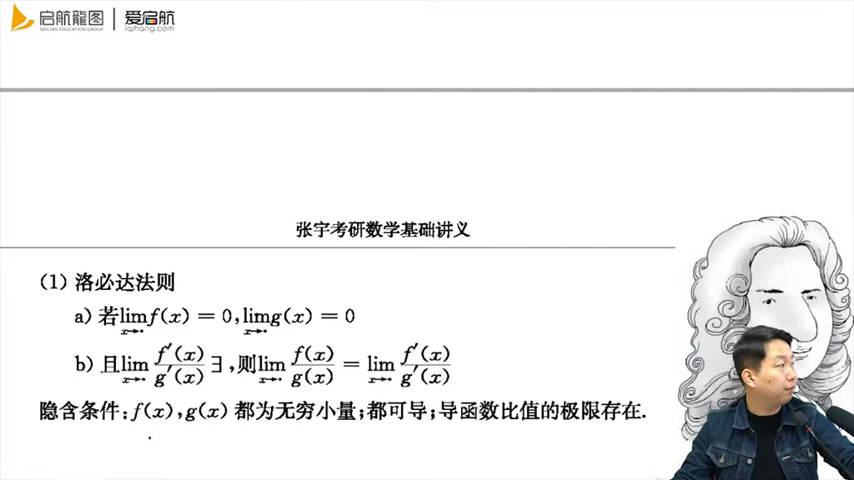 启航龍图 爱启航
SAILING EDUCATION GROUP iqihang.com
张宇考研数学基础讲义
(1) 洛必达法则
a) 若lim f(x) = 0, lim g(x) = 0
x→· x→·
b) 且lim f′(x)/g′(x) ∃, 则lim f(x)/g(x) = lim f′(x)/g′(x)
x→· x→· x→·
隐含条件: f(x), g(x) 都为无穷小量; 都可导; 导函数比值的极限存在.